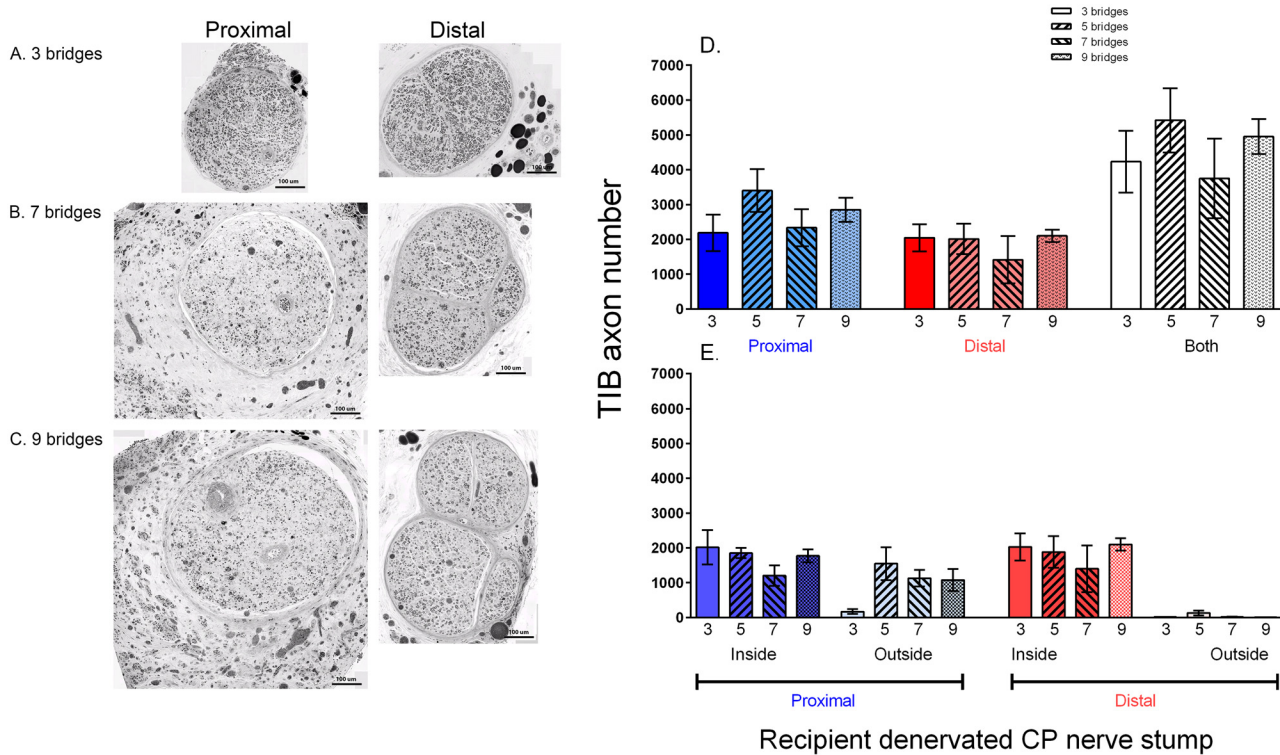 Proximal
Distal
A. 3 bridges
100 um
100 um
B. 7 bridges
100 um
100 um
C. 9 bridges
100 um
100 um
3 bridges
5 bridges
7 bridges
9 bridges
D.
TIB axon number
7000
6000
5000
4000
3000
2000
1000
0
3 5 7 9 3 5 7 9 3 5 7 9
Proximal Distal Both
E.
7000
6000
5000
4000
3000
2000
1000
0
3 5 7 9 3 5 7 9 3 5 7 9 3 5 7 9
Inside Outside Inside Outside
Proximal Distal
Recipient denervated CP nerve stump